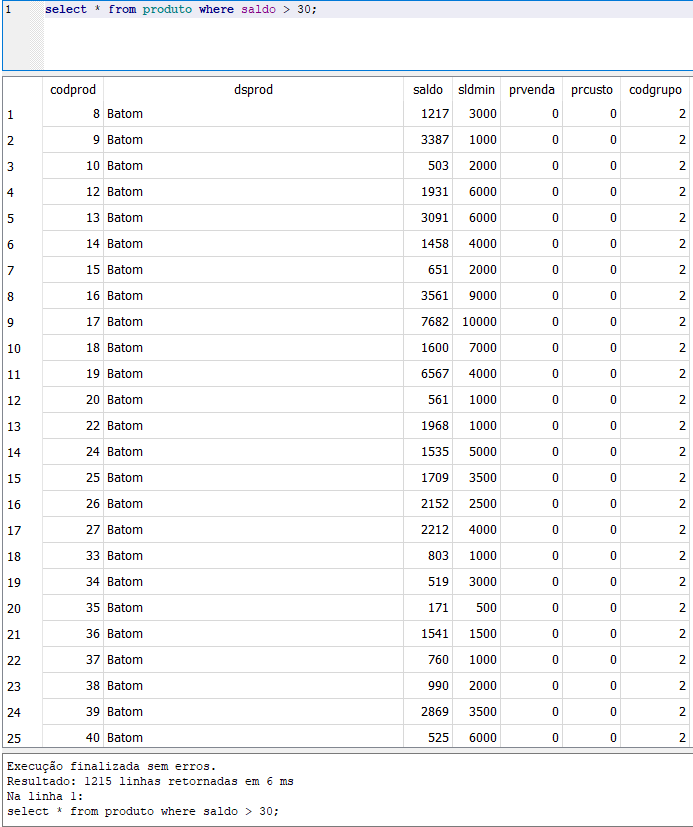 1 select * from produto where saldo > 30;
codprod dsprod saldo sldmin prvenda prcusto codgrupo
1 8 Batom 1217 3000 0 0 2
2 9 Batom 3387 1000 0 0 2
3 10 Batom 503 2000 0 0 2
4 12 Batom 1931 6000 0 0 2
5 13 Batom 3091 6000 0 0 2
6 14 Batom 1458 4000 0 0 2
7 15 Batom 651 2000 0 0 2
8 16 Batom 3561 9000 0 0 2
9 17 Batom 7682 10000 0 0 2
10 18 Batom 1600 7000 0 0 2
11 19 Batom 6567 4000 0 0 2
12 20 Batom 561 1000 0 0 2
13 22 Batom 1968 1000 0 0 2
14 24 Batom 1535 5000 0 0 2
15 25 Batom 1709 3500 0 0 2
16 26 Batom 2152 2500 0 0 2
17 27 Batom 2212 4000 0 0 2
18 33 Batom 803 1000 0 0 2
19 34 Batom 519 3000 0 0 2
20 35 Batom 171 500 0 0 2
21 36 Batom 1541 1500 0 0 2
22 37 Batom 760 1000 0 0 2
23 38 Batom 990 2000 0 0 2
24 39 Batom 2869 3500 0 0 2
25 40 Batom 525 6000 0 0 2
Execução finalizada sem erros.
Resultado: 1215 linhas retornadas em 6 ms
Na linha 1:
select * from produto where saldo > 30;